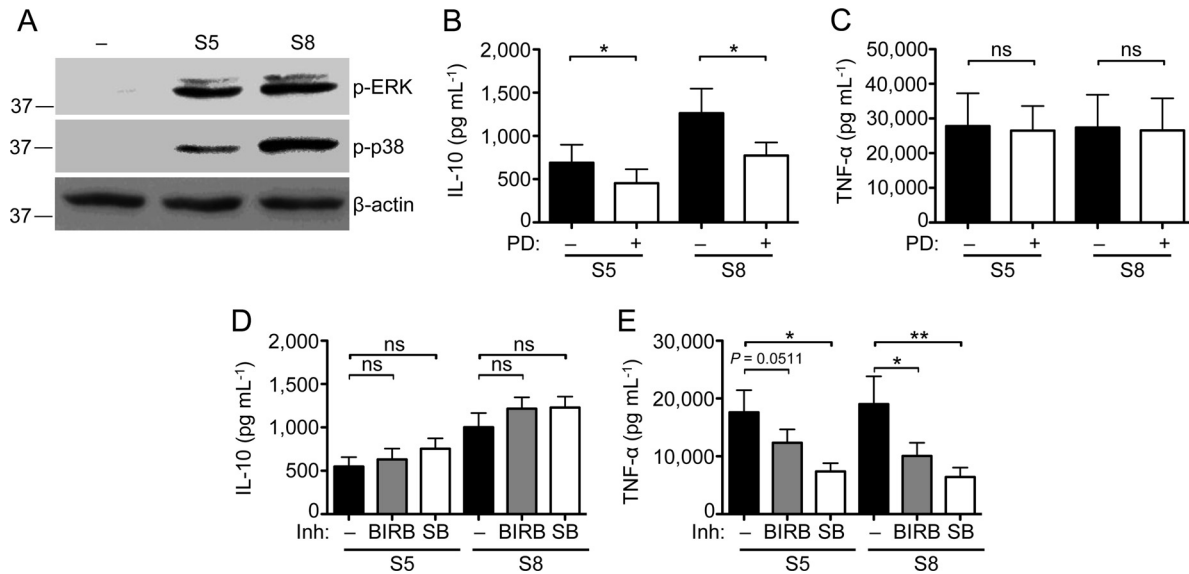 A
– S5 S8
p-ERK
37
p-p38
37
β-actin
37
B
IL-10 (pg mL⁻¹)
2,000
1,500
1,000
500
0
* *
PD: – + – +
S5 S8
C
TNF-α (pg mL⁻¹)
50,000
40,000
30,000
20,000
10,000
0
ns ns
PD: – + – +
S5 S8
D
IL-10 (pg mL⁻¹)
2,000
1,500
1,000
500
0
ns ns
ns ns
Inh: – BIRB SB – BIRB SB
S5 S8
E
TNF-α (pg mL⁻¹)
30,000
20,000
10,000
0
* **
P = 0.0511 *
Inh: – BIRB SB – BIRB SB
S5 S8